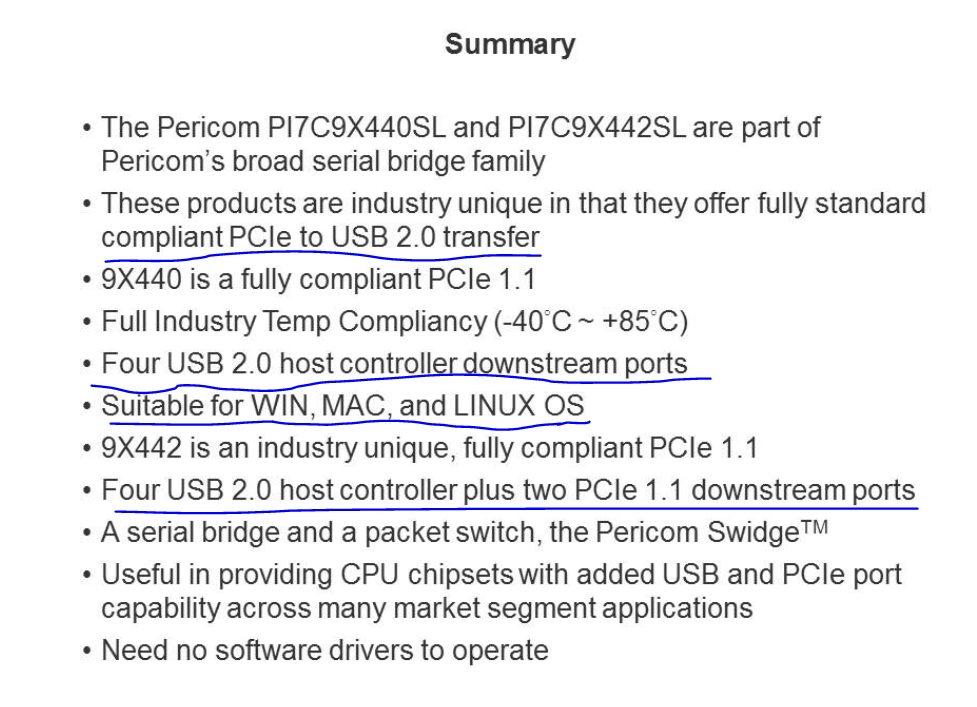 Summary
• The Pericom PI7C9X440SL and PI7C9X442SL are part of
Pericom's broad serial bridge family
• These products are industry unique in that they offer fully standard
compliant PCIe to USB 2.0 transfer
• 9X440 is a fully compliant PCIe 1.1
• Full Industry Temp Compliancy (-40°C ~ +85°C)
• Four USB 2.0 host controller downstream ports
• Suitable for WIN, MAC, and LINUX OS
• 9X442 is an industry unique, fully compliant PCIe 1.1
• Four USB 2.0 host controller plus two PCIe 1.1 downstream ports
• A serial bridge and a packet switch, the Pericom Swidge™
• Useful in providing CPU chipsets with added USB and PCIe port
capability across many market segment applications
• Need no software drivers to operate